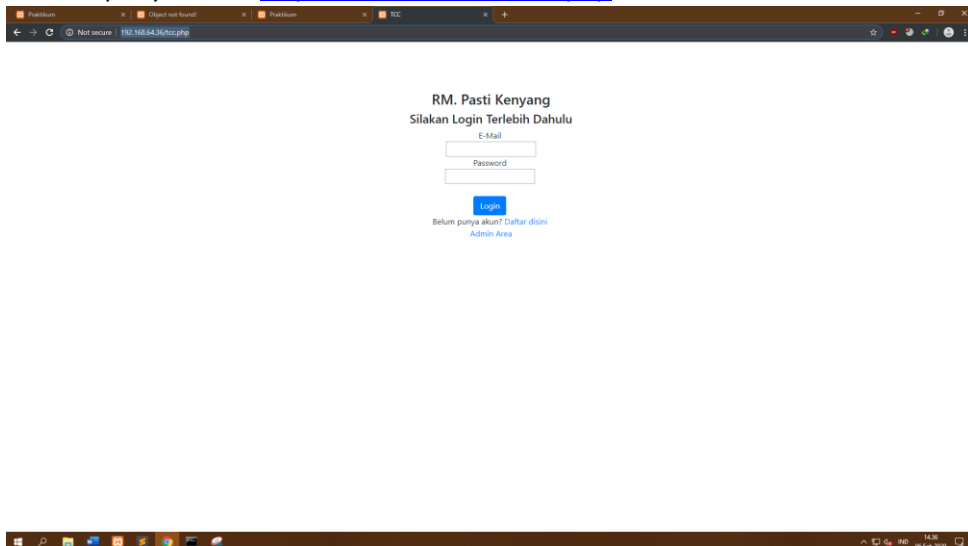 Praktikum
Object not found!
Praktikum
TCC
Not secure | 192.168.64.36/tcc.php
RM. Pasti Kenyang
Silakan Login Terlebih Dahulu
E-Mail
Password
Login
Belum punya akun? Daftar disini
Admin Area
IND
14.36